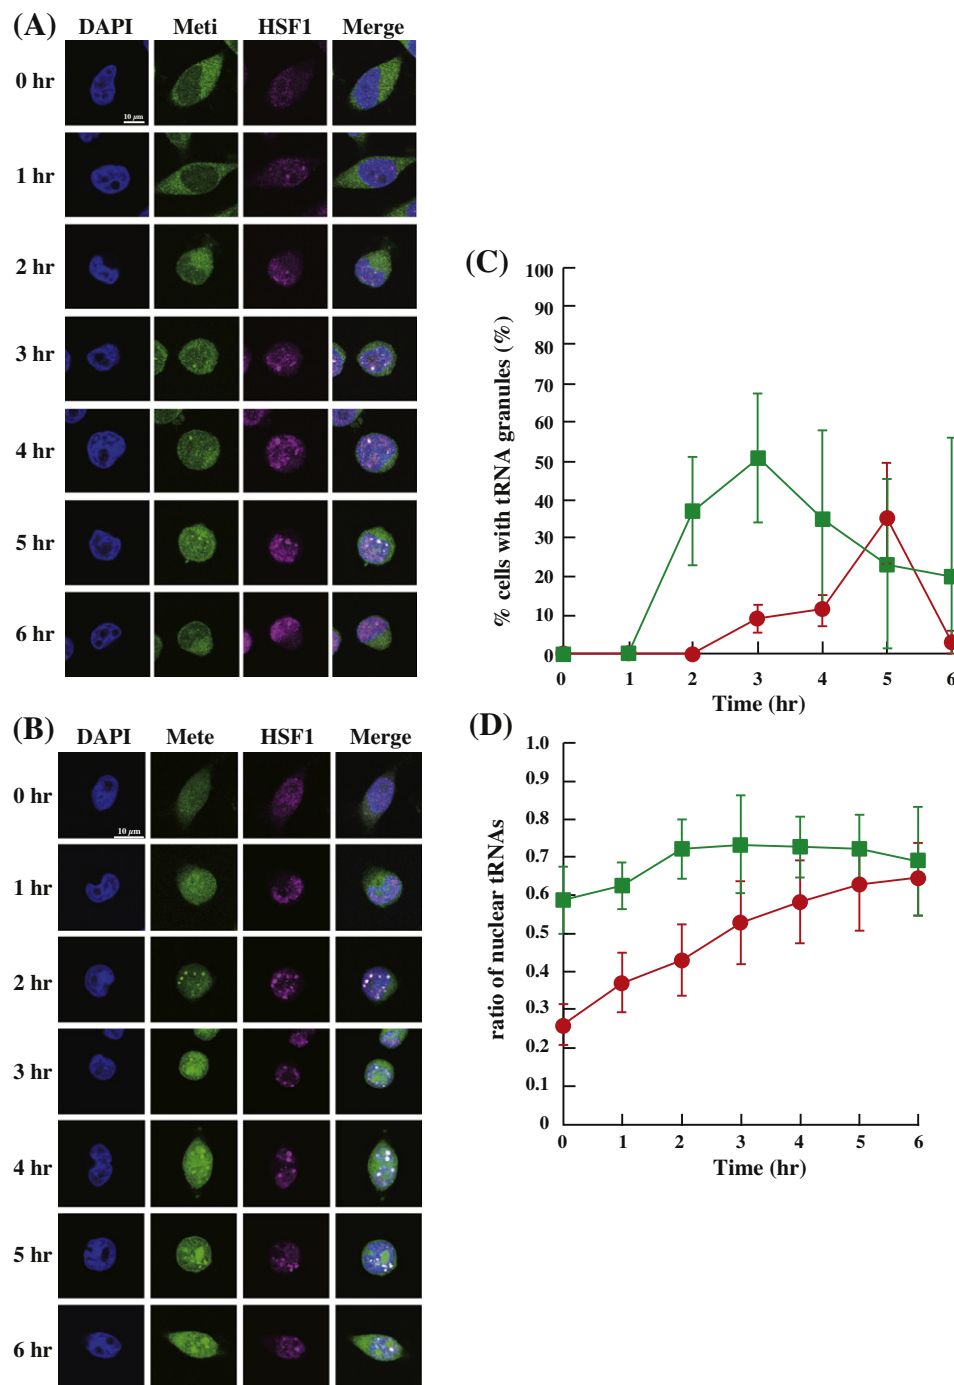 (A)
DAPI Meti HSF1 Merge
0 hr
10 µm
1 hr
2 hr
3 hr
4 hr
5 hr
6 hr
(B)
DAPI Mete HSF1 Merge
0 hr
10 µm
1 hr
2 hr
3 hr
4 hr
5 hr
6 hr
(C)
% cells with tRNA granules (%)
100
90
80
70
60
50
40
30
20
10
0
0 1 2 3 4 5 6
Time (hr)
(D)
ratio of nuclear tRNAs
1.0
0.9
0.8
0.7
0.6
0.5
0.4
0.3
0.2
0.1
0
0 1 2 3 4 5 6
Time (hr)